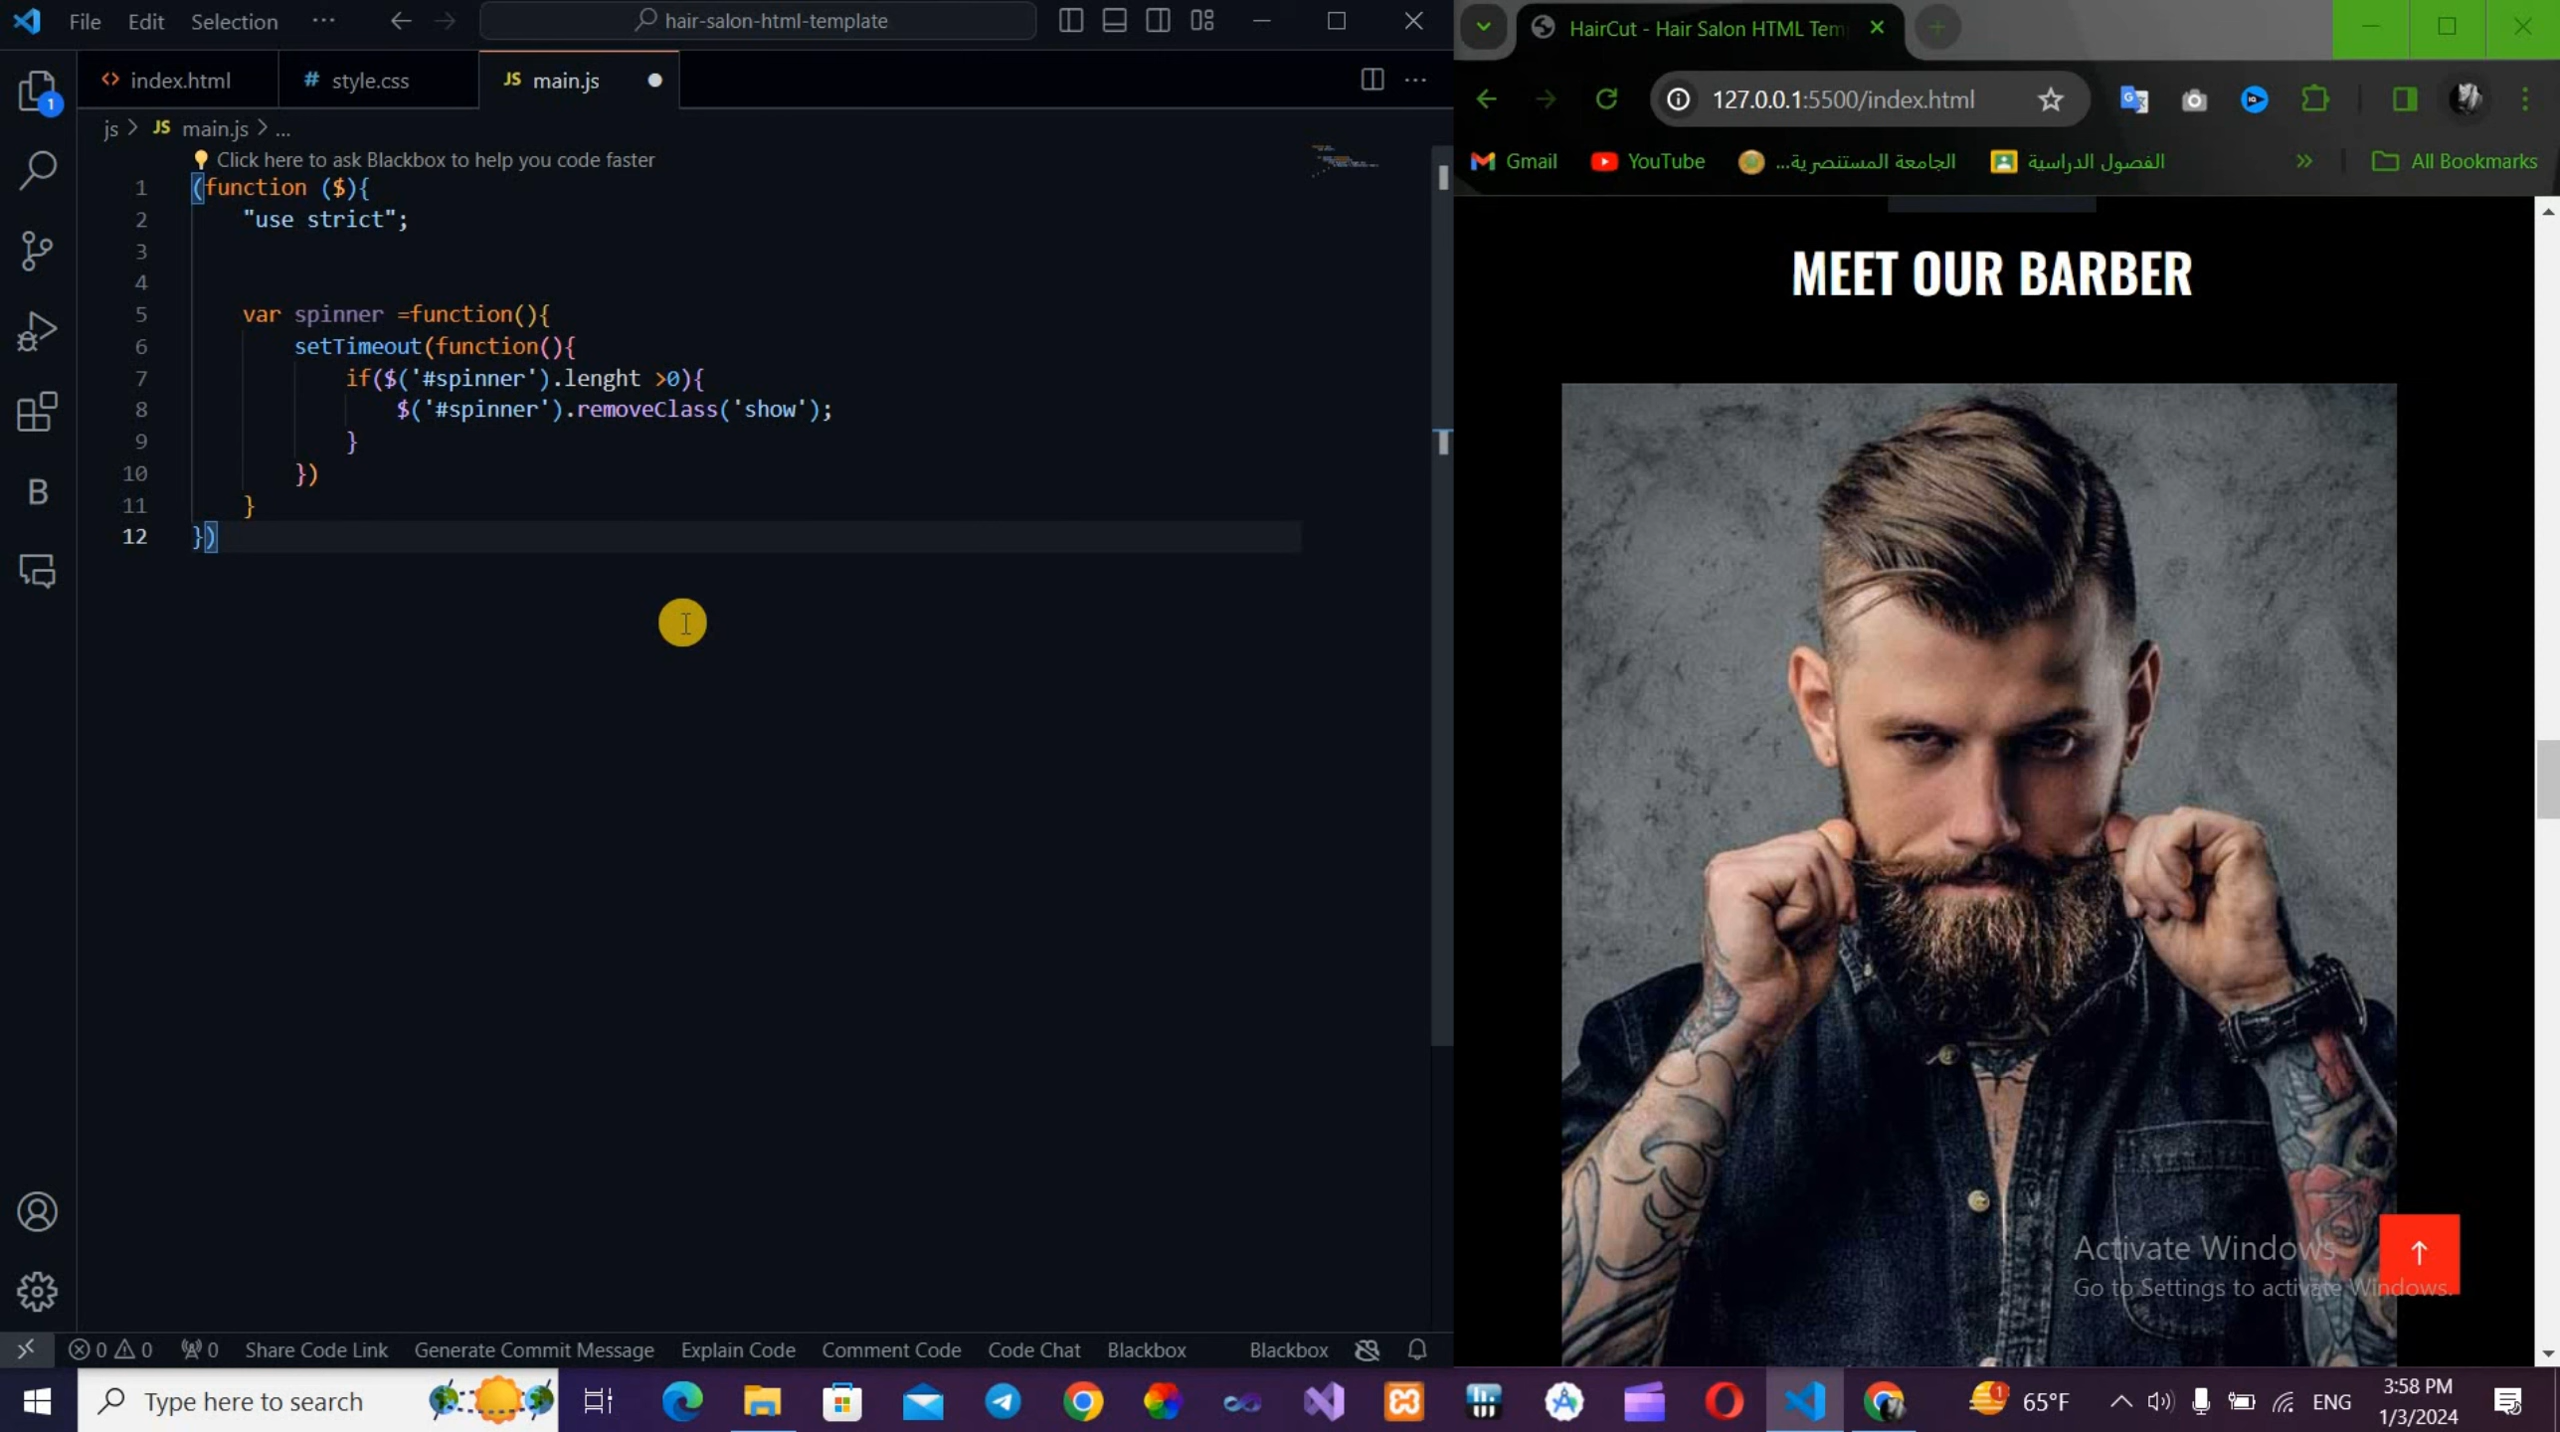 File Edit Selection ···
hair-salon-html-template
index.html
style.css
JS main.js
js > JS main.js > ...
Click here to ask Blackbox to help you code faster
1 (function ($){
2 "use strict";
3
4
5 var spinner =function(){
6 setTimeout(function(){
7 if($('#spinner').lenght >0){
8 $('#spinner').removeClass('show');
9 }
10 })
11 }
12 })
1
B
0 0 0 Share Code Link Generate Commit Message Explain Code Comment Code Code Chat Blackbox Blackbox
HairCut - Hair Salon HTML Tem
127.0.0.1:5500/index.html
Gmail YouTube الجامعة المستنصرية... الفصول الدراسية » All Bookmarks
MEET OUR BARBER
Activate Windows
Go to Settings to activate Windows.
Type here to search
1 65°F ENG
3:58 PM
1/3/2024